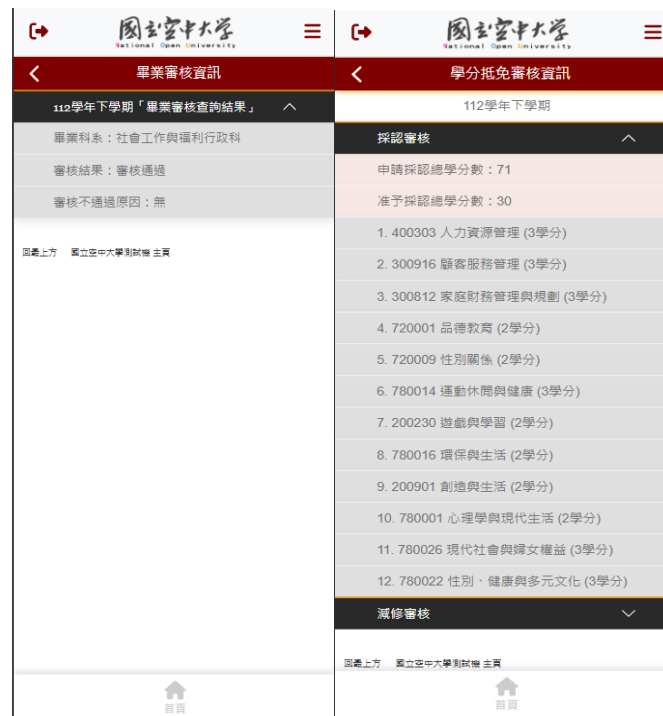 國立空中大學
National Open University
畢業審核資訊
112學年下學期「畢業審核查詢結果」
畢業科系：社會工作與福利行政科
審核結果：審核通過
審核不通過原因：無
回最上方 國立空中大學測試機 主頁
首頁
國立空中大學
National Open University
學分抵免審核資訊
112學年下學期
採認審核
申請採認總學分數：71
准予採認總學分數：30
1. 400303 人力資源管理 (3學分)
2. 300916 顧客服務管理 (3學分)
3. 300812 家庭財務管理與規劃 (3學分)
4. 720001 品德教育 (2學分)
5. 720009 性別關係 (2學分)
6. 780014 運動休閒與健康 (3學分)
7. 200230 遊戲與學習 (2學分)
8. 780016 環保與生活 (2學分)
9. 200901 創造與生活 (2學分)
10. 780001 心理學與現代生活 (2學分)
11. 780026 現代社會與婦女權益 (3學分)
12. 780022 性別、健康與多元文化 (3學分)
減修審核
回最上方 國立空中大學測試機 主頁
首頁